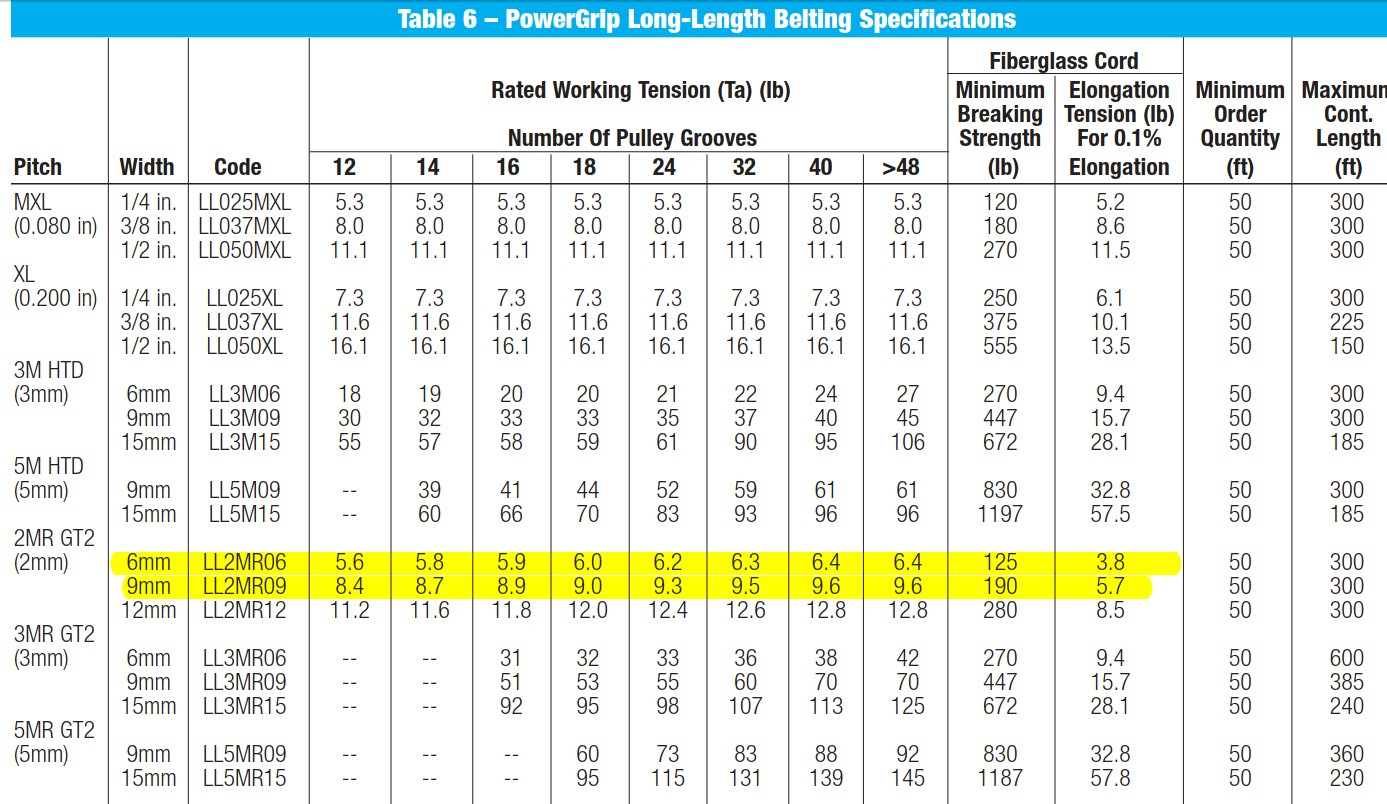 Table 6 – PowerGrip Long-Length Belting Specifications
Fiberglass Cord
Rated Working Tension (Ta) (lb) Minimum Elongation Minimum Maximum
Breaking Tension (lb) Order Cont.
Number Of Pulley Grooves Strength For 0.1% Quantity Length
Pitch Width Code 12 14 16 18 24 32 40 >48 (lb) Elongation (ft) (ft)
MXL 1/4 in. LL025MXL 5.3 5.3 5.3 5.3 5.3 5.3 5.3 5.3 120 5.2 50 300
(0.080 in) 3/8 in. LL037MXL 8.0 8.0 8.0 8.0 8.0 8.0 8.0 8.0 180 8.6 50 300
1/2 in. LL050MXL 11.1 11.1 11.1 11.1 11.1 11.1 11.1 11.1 270 11.5 50 300
XL
(0.200 in) 1/4 in. LL025XL 7.3 7.3 7.3 7.3 7.3 7.3 7.3 7.3 250 6.1 50 300
3/8 in. LL037XL 11.6 11.6 11.6 11.6 11.6 11.6 11.6 11.6 375 10.1 50 225
1/2 in. LL050XL 16.1 16.1 16.1 16.1 16.1 16.1 16.1 16.1 555 13.5 50 150
3M HTD
(3mm) 6mm LL3M06 18 19 20 20 21 22 24 27 270 9.4 50 300
9mm LL3M09 30 32 33 33 35 37 40 45 447 15.7 50 300
15mm LL3M15 55 57 58 59 61 90 95 106 672 28.1 50 185
5M HTD
(5mm) 9mm LL5M09 -- 39 41 44 52 59 61 61 830 32.8 50 300
15mm LL5M15 -- 60 66 70 83 93 96 96 1197 57.5 50 185
2MR GT2
(2mm) 6mm LL2MR06 5.6 5.8 5.9 6.0 6.2 6.3 6.4 6.4 125 3.8 50 300
9mm LL2MR09 8.4 8.7 8.9 9.0 9.3 9.5 9.6 9.6 190 5.7 50 300
12mm LL2MR12 11.2 11.6 11.8 12.0 12.4 12.6 12.8 12.8 280 8.5 50 300
3MR GT2
(3mm) 6mm LL3MR06 -- -- 31 32 33 36 38 42 270 9.4 50 600
9mm LL3MR09 -- -- 51 53 55 60 70 70 447 15.7 50 385
15mm LL3MR15 -- -- 92 95 98 107 113 125 672 28.1 50 240
5MR GT2
(5mm) 9mm LL5MR09 -- -- -- 60 73 83 88 92 830 32.8 50 360
15mm LL5MR15 -- -- -- 95 115 131 139 145 1187 57.8 50 230